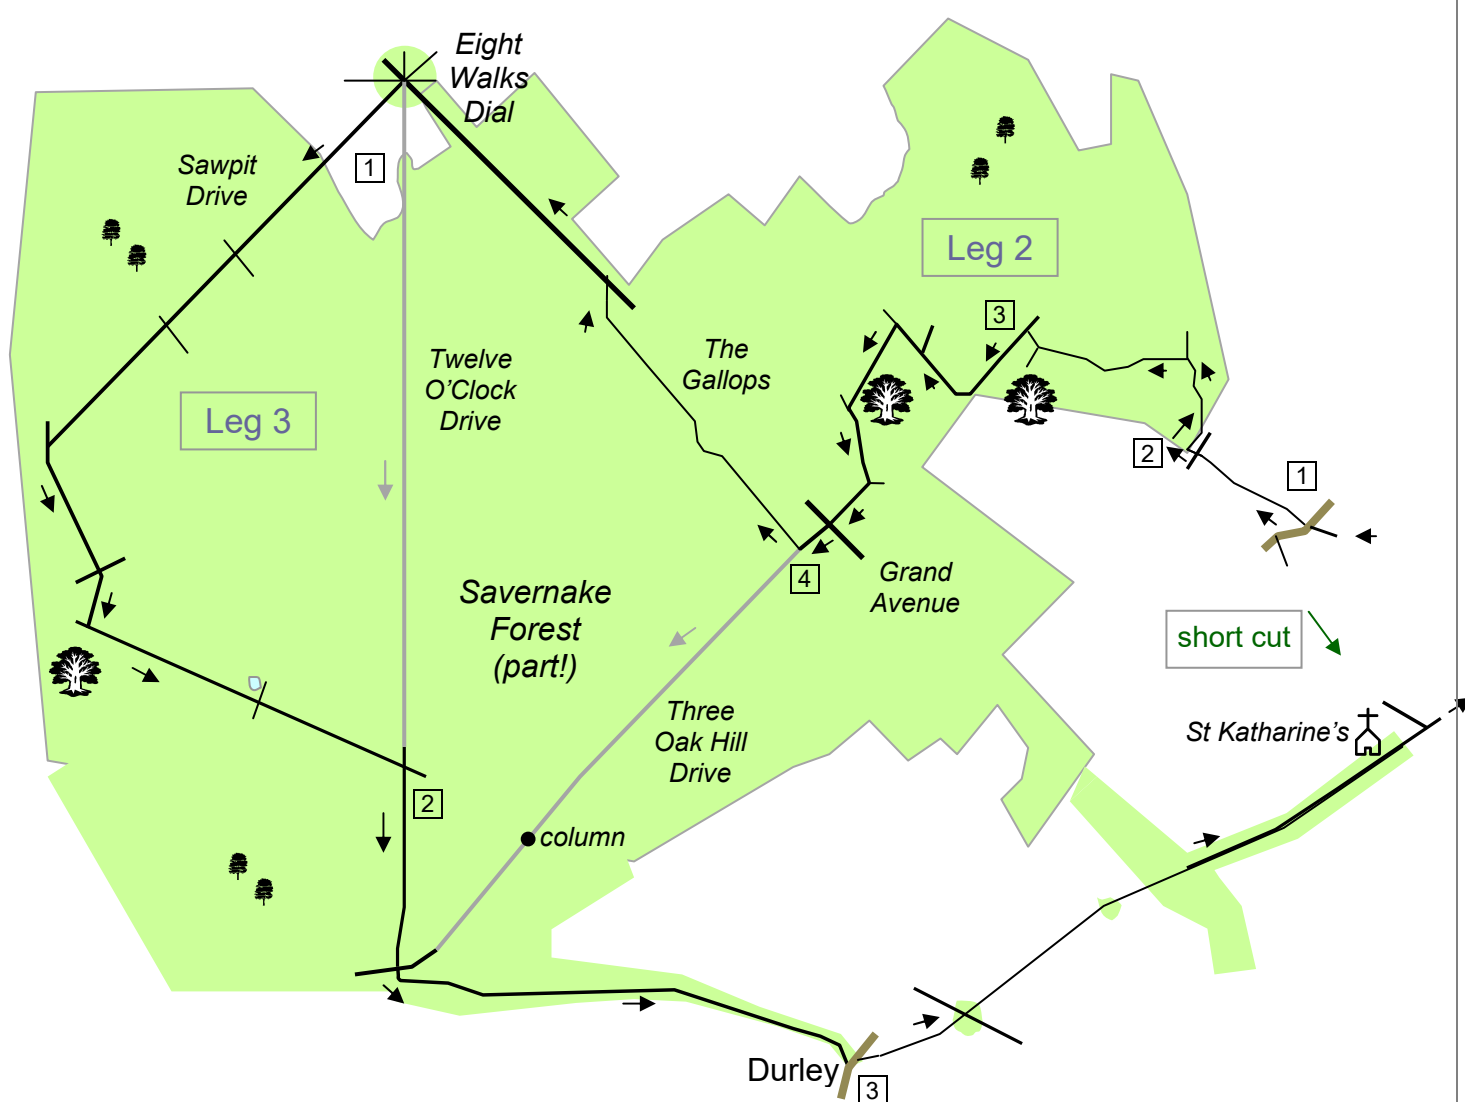 Eight
Walks
Dial
1
Sawpit
Drive
Leg 2
3
The
Gallops
Twelve
O’Clock
Drive
Leg 3
2
1
4
Grand
Avenue
Savernake
Forest
(part!)
short cut
Three
Oak Hill
Drive
St Katharine’s
2
column
Durley
3